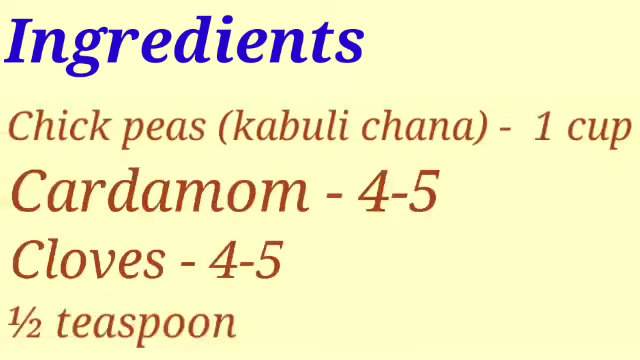 Ingredients
Chick peas (kabuli chana) - 1 cup
Cardamom - 4-5
Cloves - 4-5
½ teaspoon